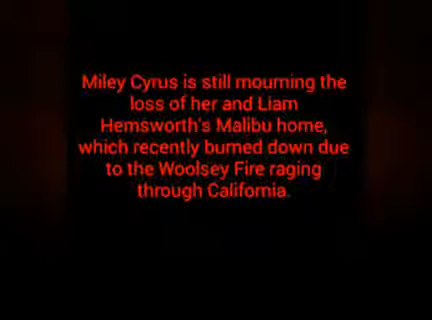 Miley Cyrus is still mourning the
loss of her and Liam
Hemsworth's Malibu home,
which recently burned down due
to the Woolsey Fire raging
through California.